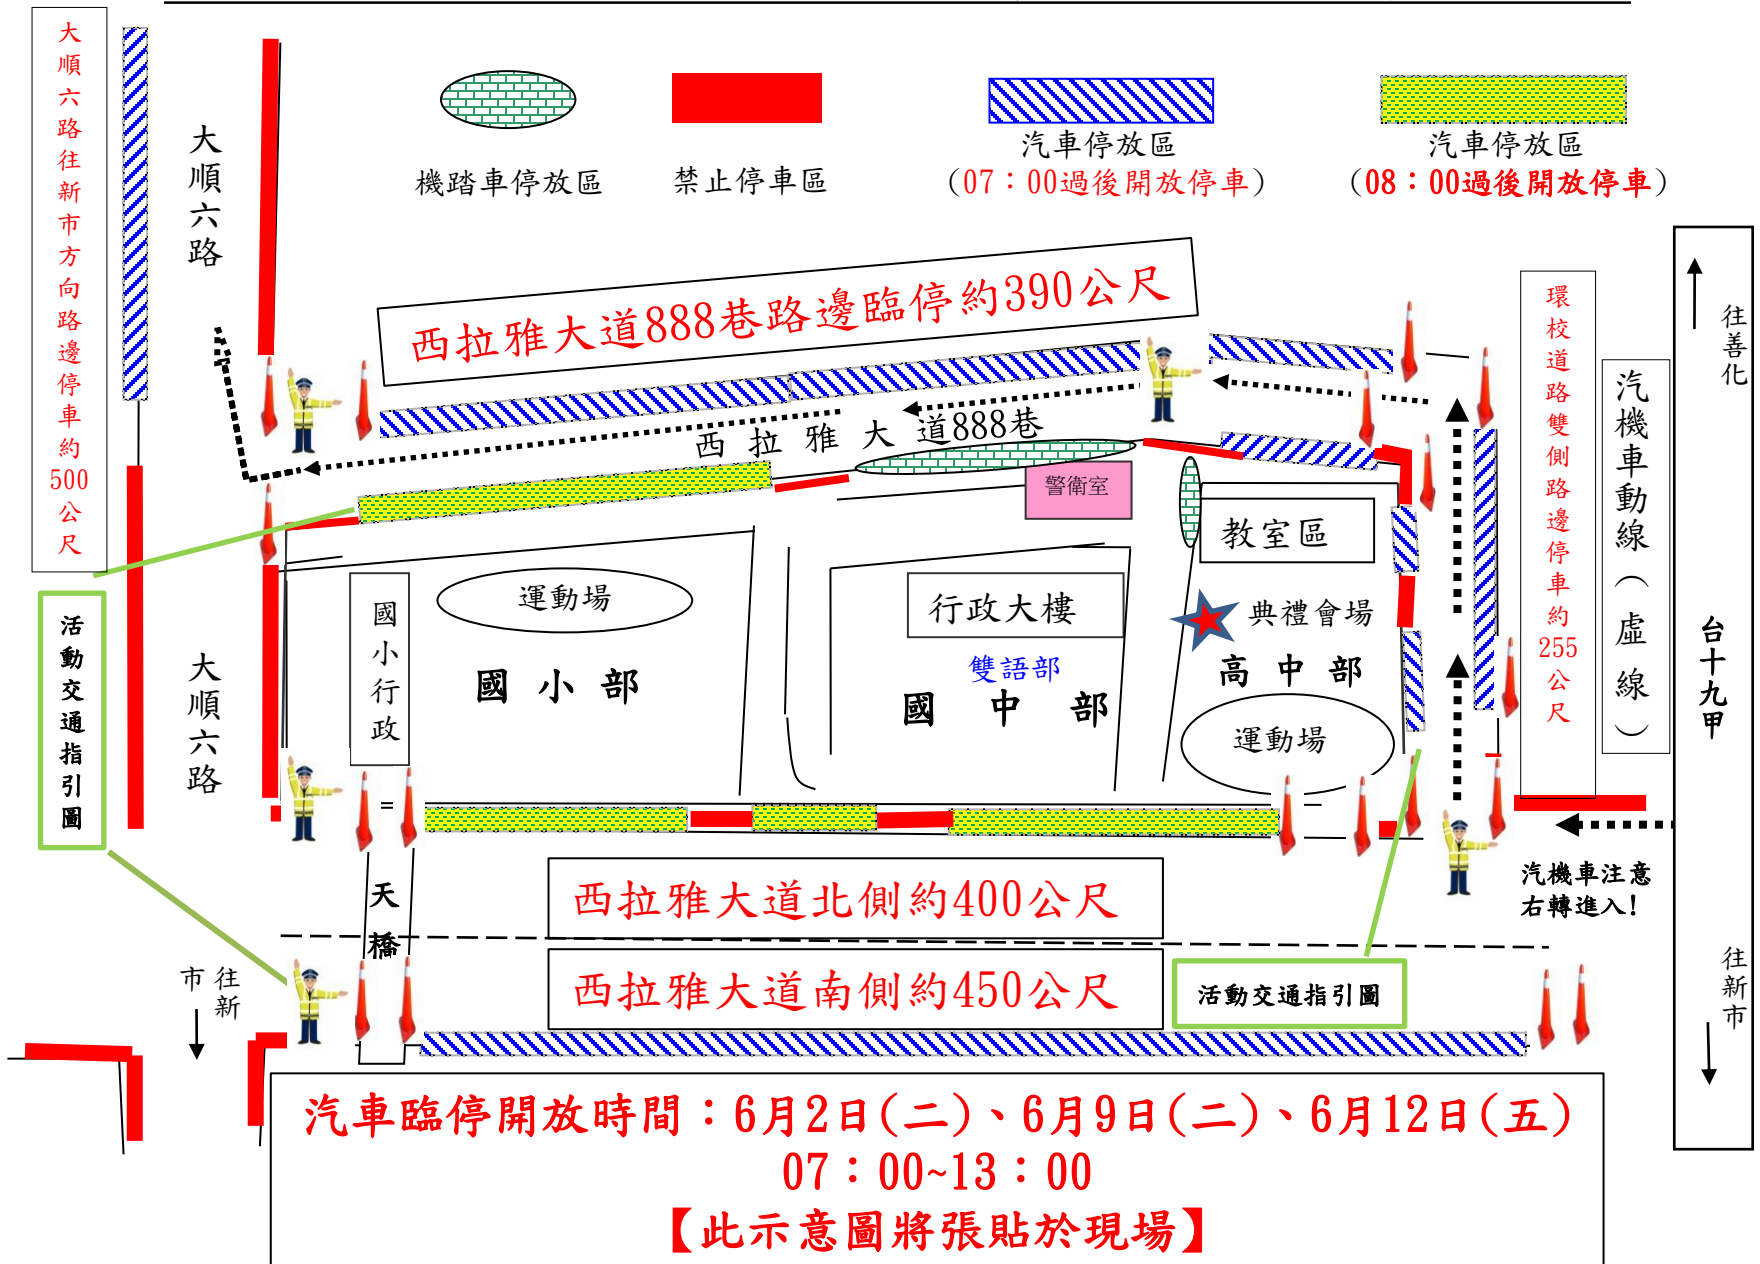 大順六路往新市方向路邊停車約500公尺
大順六路
機踏車停放區
禁止停車區
汽車停放區
(07:00過後開放停車)
汽車停放區
(08:00過後開放停車)
西拉雅大道888巷路邊臨停約390公尺
西拉雅大道888巷
警衛室
教室區
環校道路雙側路邊停車約255公尺
汽機車動線(虛線)
往善化
台十九甲
往新市
活動交通指引圖
大順六路
國小行政
運動場
國小部
行政大樓
雙語部
國中部
典禮會場
高中部
運動場
=
天橋
汽機車注意
右轉進入!
西拉雅大道北側約400公尺
西拉雅大道南側約450公尺
活動交通指引圖
往新市
汽車臨停開放時間:6月2日(二)、6月9日(二)、6月12日(五)
07:00~13:00
【此示意圖將張貼於現場】